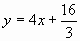 y = 4x + 16/3